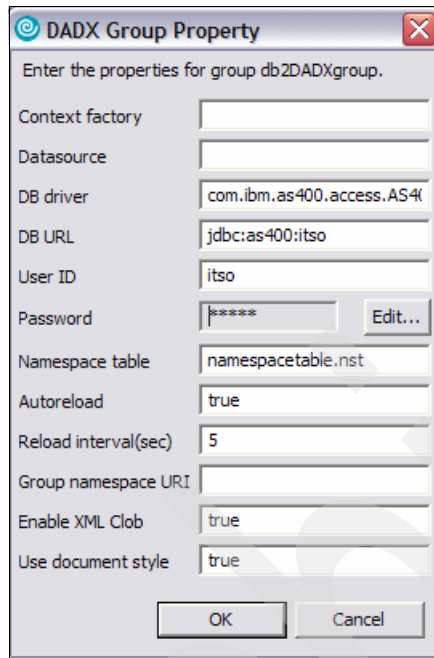 DADX Group Property
Enter the properties for group db2DADXgroup.
Context factory
Datasource
DB driver com.ibm.as400.access.AS4
DB URL jdbc:as400:itso
User ID itso
Password ***** Edit...
Namespace table namespacetable.nst
Autoreload true
Reload interval(sec) 5
Group namespace URI
Enable XML Clob true
Use document style true
OK Cancel